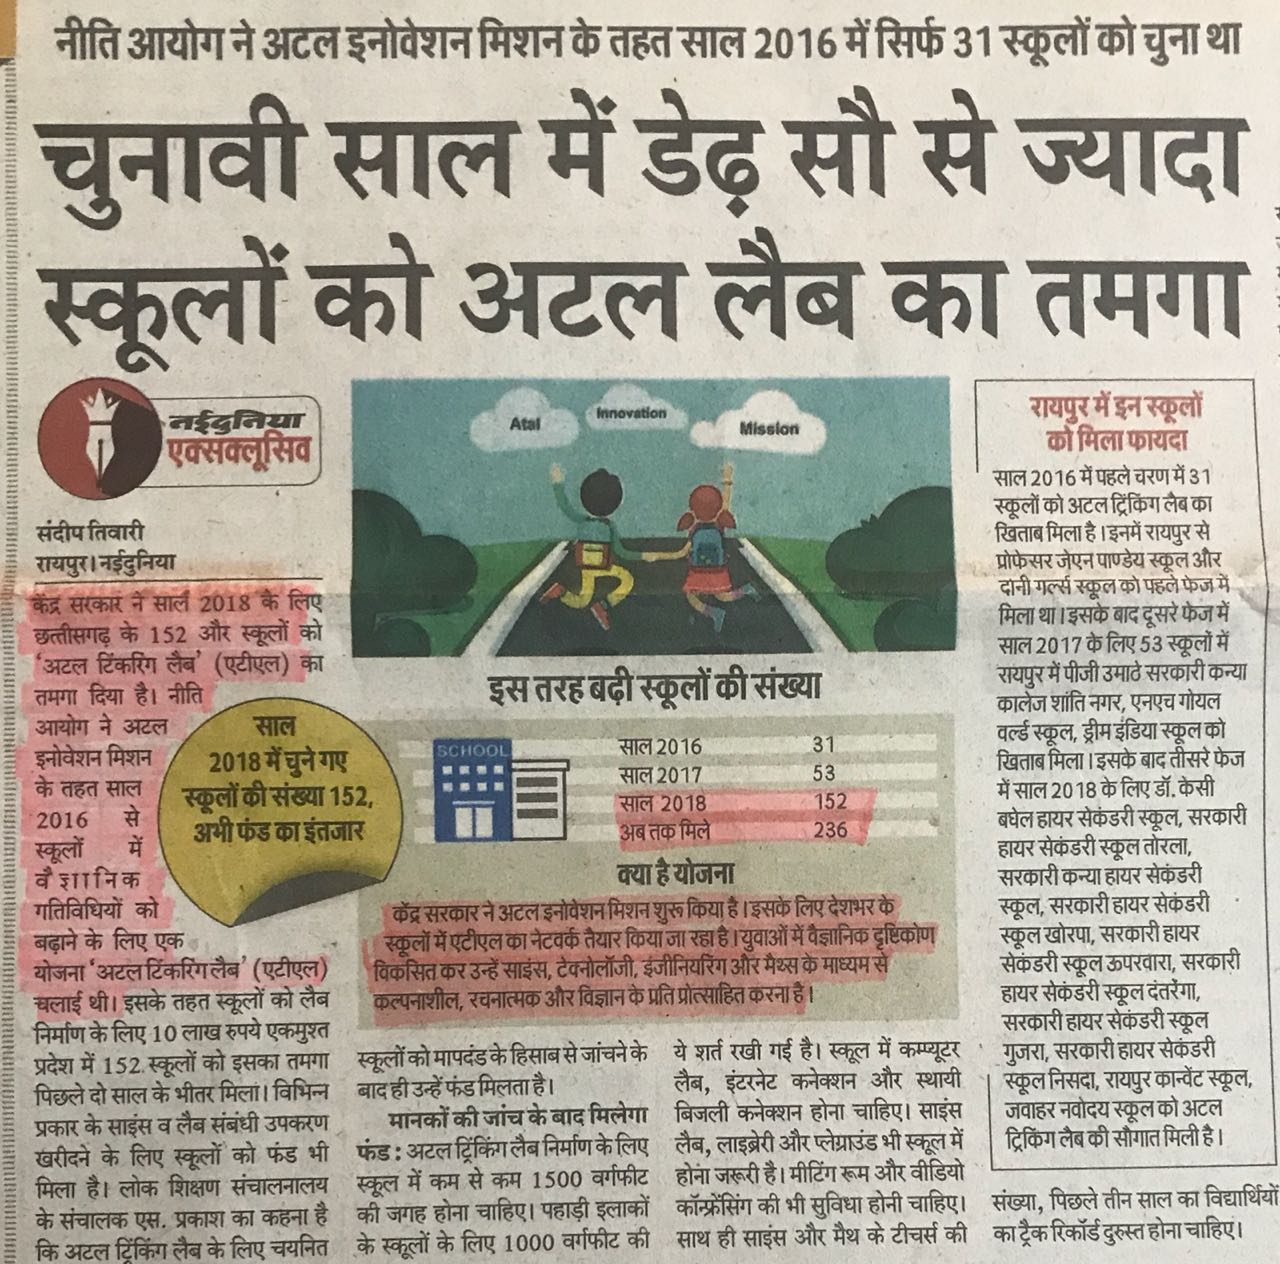 नीति आयोग ने अटल इनोवेशन मिशन के तहत साल 2016 में सिर्फ 31 स्कूलों को चुना था
चुनावी साल में डेढ़ सौ से ज्यादा
स्कूलों को अटल लैब का तमगा
नईदुनिया
एक्सक्लूसिव
संदीप तिवारी
रायपुर। नईदुनिया
केंद्र सरकार ने साल 2018 के लिए
छत्तीसगढ़ के 152 और स्कूलों को
'अटल टिंकरिंग लैब' (एटीएल) का
तमगा दिया है। नीति
आयोग ने अटल
इनोवेशन मिशन
के तहत साल
2016 से
स्कूलों में
वैज्ञानिक
गतिविधियों को
बढ़ाने के लिए एक
योजना 'अटल टिंकरिंग लैब' (एटीएल)
चलाई थी। इसके तहत स्कूलों को लैब
निर्माण के लिए 10 लाख रुपये एकमुश्त
प्रदेश में 152 स्कूलों को इसका तमगा
पिछले दो साल के भीतर मिला। विभिन्न
प्रकार के साइंस व लैब संबंधी उपकरण
खरीदने के लिए स्कूलों को फंड भी
मिला है। लोक शिक्षण संचालनालय
के संचालक एस. प्रकाश का कहना है
कि अटल ट्रिंकिंग लैब के लिए चयनित
साल
2018 में चुने गए
स्कूलों की संख्या 152,
अभी फंड का इंतजार
Atal
Innovation
Mission
इस तरह बढ़ी स्कूलों की संख्या
SCHOOL
साल 2016 31
साल 2017 53
साल 2018 152
अब तक मिले 236
क्या है योजना
केंद्र सरकार ने अटल इनोवेशन मिशन शुरू किया है। इसके लिए देशभर के
स्कूलों में एटीएल का नेटवर्क तैयार किया जा रहा है। युवाओं में वैज्ञानिक दृष्टिकोण
विकसित कर उन्हें साइंस, टेक्नोलॉजी, इंजीनियरिंग और मैथ्स के माध्यम से
कल्पनाशील, रचनात्मक और विज्ञान के प्रति प्रोत्साहित करना है।
स्कूलों को मापदंड के हिसाब से जांचने के
बाद ही उन्हें फंड मिलता है।
मानकों की जांच के बाद मिलेगा
फंड : अटल ट्रिंकिंग लैब निर्माण के लिए
स्कूल में कम से कम 1500 वर्गफीट
की जगह होना चाहिए। पहाड़ी इलाकों
के स्कूलों के लिए 1000 वर्गफीट की
ये शर्त रखी गई है। स्कूल में कम्प्यूटर
लैब, इंटरनेट कनेक्शन और स्थायी
बिजली कनेक्शन होना चाहिए। साइंस
लैब, लाइब्रेरी और प्लेग्राउंड भी स्कूल में
होना जरूरी है। मीटिंग रूम और वीडियो
कॉन्फ्रेंसिंग की भी सुविधा होनी चाहिए।
साथ ही साइंस और मैथ के टीचर्स की
रायपुर में इन स्कूलों
को मिला फायदा
साल 2016 में पहले चरण में 31
स्कूलों को अटल ट्रिंकिंग लैब का
खिताब मिला है। इनमें रायपुर से
प्रोफेसर जेएन पाण्डेय स्कूल और
दानी गर्ल्स स्कूल को पहले फेज में
मिला था। इसके बाद दूसरे फेज में
साल 2017 के लिए 53 स्कूलों में
रायपुर में पीजी उमाठे सरकारी कन्या
कालेज शांति नगर, एनएच गोयल
वर्ल्ड स्कूल, ड्रीम इंडिया स्कूल को
खिताब मिला। इसके बाद तीसरे फेज
में साल 2018 के लिए डॉ. केसी
बघेल हायर सेकंडरी स्कूल, सरकारी
हायर सेकंडरी स्कूल तोरला,
सरकारी कन्या हायर सेकंडरी
स्कूल, सरकारी हायर सेकंडरी
स्कूल खोरपा, सरकारी हायर
सेकंडरी स्कूल ऊपरवारा, सरकारी
हायर सेकंडरी स्कूल दतरेंगा,
सरकारी हायर सेकंडरी स्कूल
गुजरा, सरकारी हायर सेकंडरी
स्कूल निसदा, रायपुर कान्वेंट स्कूल,
जवाहर नवोदय स्कूल को अटल
ट्रिंकिंग लैब की सौगात मिली है।
संख्या, पिछले तीन साल का विद्यार्थियों
का ट्रैक रिकॉर्ड दुरुस्त होना चाहिए।